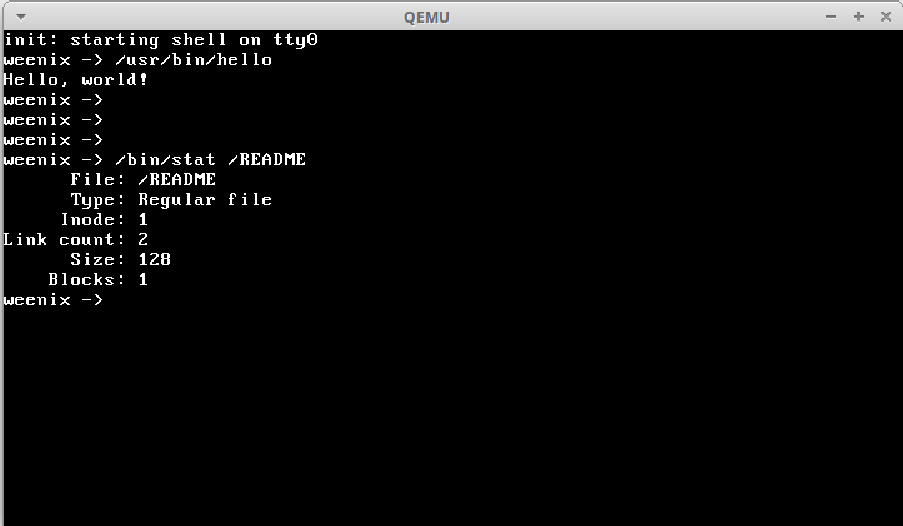 QEMU
init: starting shell on tty0
weenix -> /usr/bin/hello
Hello, world!
weenix ->
weenix ->
weenix ->
weenix -> /bin/stat /README
File: /README
Type: Regular file
Inode: 1
Link count: 2
Size: 128
Blocks: 1
weenix ->